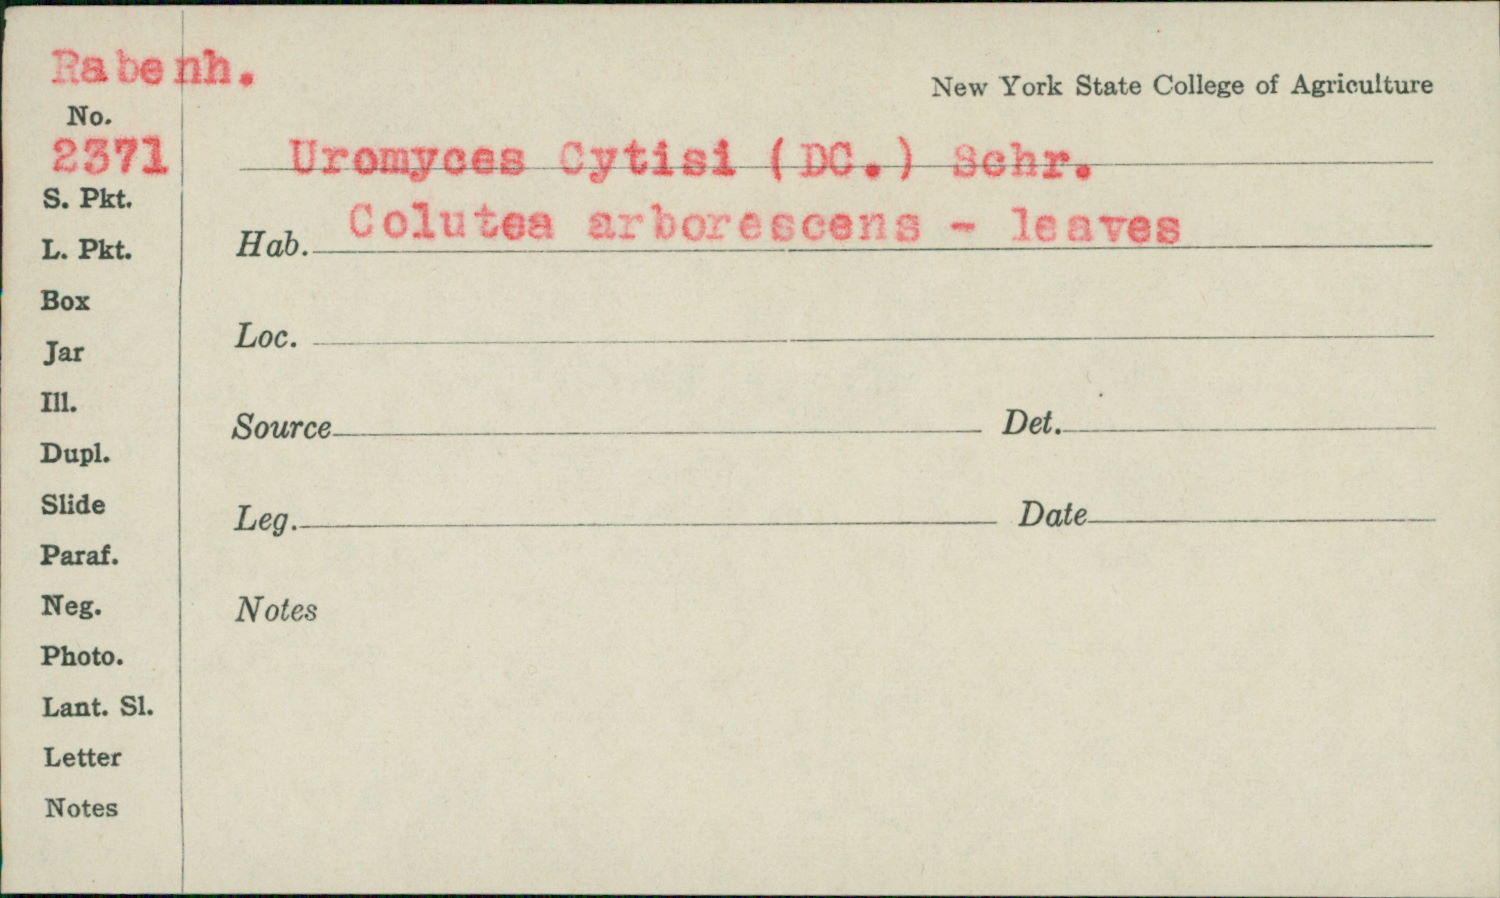 Rabenh.
New York State College of Agriculture
No.
2371
Uromyces Cytisi (DC.) Schr.
S. Pkt.
Hab. Colutea arborescens - leaves
L. Pkt.
Box
Loc.
Jar
Ill.
Source Det.
Dupl.
Slide
Leg. Date
Paraf.
Neg.
Notes
Photo.
Lant. Sl.
Letter
Notes